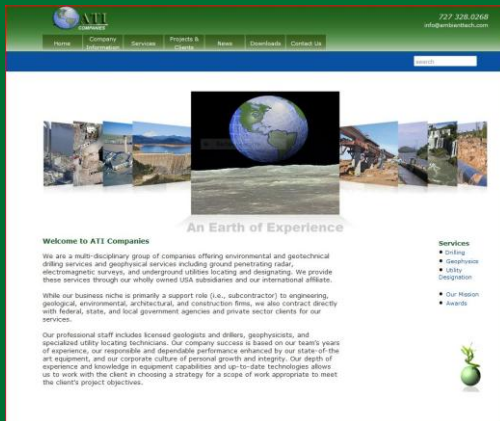 ATI
COMPANIES
727 328.0268
info@ambienttech.com
Home
Company Information
Services
Projects & Clients
News
Downloads
Contact Us
search
An Earth of Experience
Welcome to ATI Companies
We are a multi-disciplinary group of companies offering environmental and geotechnical
drilling services and geophysical services including ground penetrating radar,
electromagnetic surveys, and underground utilities locating and designating. We provide
these services through our wholly owned USA subsidiaries and our international affiliate.
While our business niche is primarily a support role (i.e., subcontractor) to engineering,
geological, environmental, architectural, and construction firms, we also contract directly
with federal, state, and local government agencies and private sector clients for our
services.
Our professional staff includes licensed geologists and drillers, geophysicists, and
specialized utility locating technicians. Our company success is based on our team's years
of experience, our responsible and dependable performance enhanced by our state-of-the
art equipment, and our corporate culture of personal growth and integrity. Our depth of
experience and knowledge in equipment capabilities and up-to-date technologies allows
us to work with the client in choosing a strategy for a scope of work appropriate to meet
the client's project objectives.
Services
Drilling
Geophysics
Utility
Designation
Our Mission
Awards